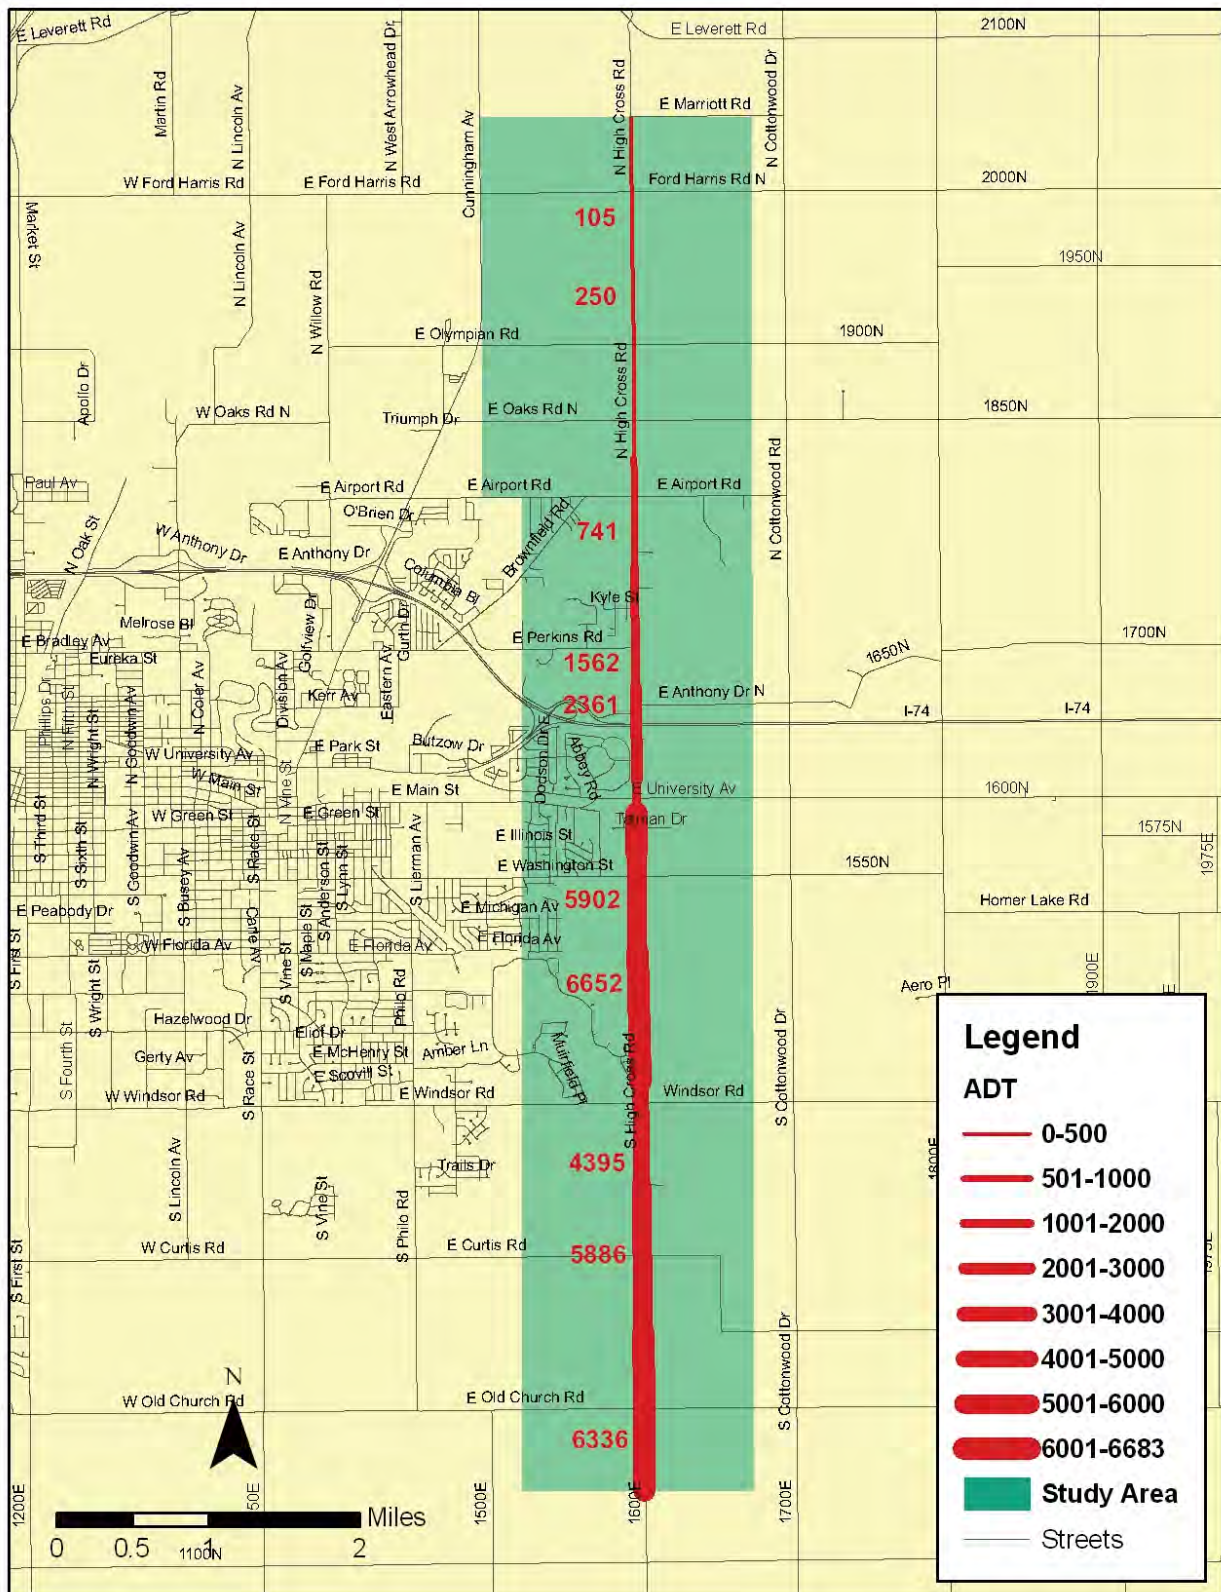 E Leverett Rd
E Leverett Rd
2100N
Martin Rd
N Lincoln Av
N West Arrowhead Dr
Cunningham Av
N High Cross Rd
E Marriott Rd
N Cottonwood Dr
W Ford Harris Rd
E Ford Harris Rd
Ford Harris Rd N
2000N
Market St
N Lincoln Av
N Willow Rd
105
1950N
250
E Olympian Rd
1900N
Apollo Dr
N High Cross Rd
W Oaks Rd N
Triumph Dr
E Oaks Rd N
1850N
Paul Av
E Airport Rd
E Airport Rd
E Airport Rd
N Cottonwood Rd
N Oak St
W Anthony Dr
O'Brien Dr
E Anthony Dr
Brownfield Rd
741
Columbia Bl
Kyle St
Melrose Bl
Golfview Dr
Gurth Dr
E Bradley Av
E Perkins Rd
1700N
Eureka St
1562
1650N
Phillips Dr
N Fifth St
N Wright St
N Goodwin Av
N Coler Av
Division Av
Kerr Av
Eastern Av
2361
E Anthony Dr N
I-74
I-74
W University Av
E Park St
Butzow Dr
Dodson Dr E
Abbey Rd
W Main St
N Vine St
E Main St
E University Av
1600N
W Green St
E Green St
Tatman Dr
S Third St
S Sixth St
S Goodwin Av
S Race St
E Illinois St
1575N
1975E
S Busey Av
S Anderson St
S Lynn St
S Lierman Av
E Washington St
1550N
E Peabody Dr
Carle Av
S Maple St
E Michigan Av
5902
Homer Lake Rd
S First St
W Florida Av
E Florida Av
E Florida Av
S Wright St
S Vine St
Philo Rd
6652
Aero Pl
1900E
E
Hazelwood Dr
Eliot Dr
S Fourth St
Gerty Av
E McHenry St
Amber Ln
Muirfield Pl
S High Cross Rd
S Cottonwood Dr
S Race St
E Scovill St
W Windsor Rd
E Windsor Rd
Windsor Rd
S Lincoln Av
Trails Dr
4395
1800E
S Vine St
S Philo Rd
W Curtis Rd
E Curtis Rd
5886
S First St
1975E
N
W Old Church Rd
E Old Church Rd
S Cottonwood Dr
6336
1200E
50E
1500E
1600E
1700E
Miles
0 0.5 1 2
1100N
Legend
ADT
0-500
501-1000
1001-2000
2001-3000
3001-4000
4001-5000
5001-6000
6001-6683
Study Area
Streets